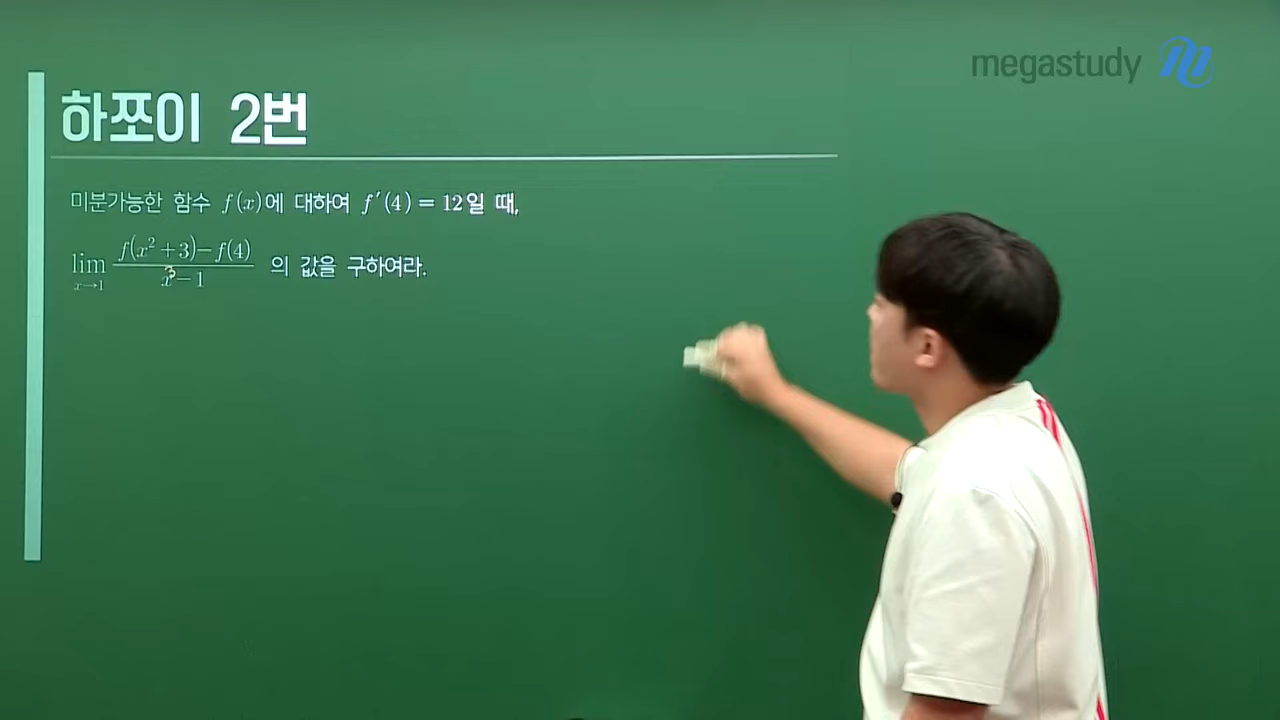 megastudy
하쪼이 2번
미분가능한 함수 f(x)에 대하여 f′(4) = 12일 때,
lim x→1 f(x² + 3) − f(4) / x³ − 1 의 값을 구하여라.